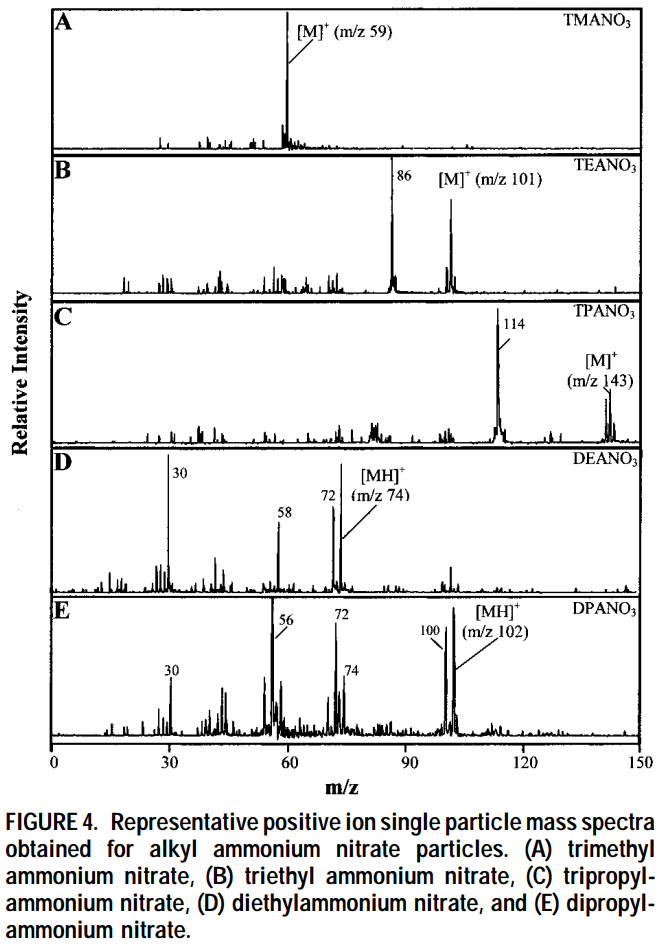 A
TMANO₃
[M]⁺ (m/z 59)
B
TEANO₃
86
[M]⁺ (m/z 101)
C
TPANO₃
114
[M]⁺
(m/z 143)
D
DEANO₃
30
[MH]⁺
(m/z 74)
72
58
E
DPANO₃
56
72
[MH]⁺
(m/z 102)
100
30
74
Relative Intensity
0
30
60
90
120
150
m/z
FIGURE 4. Representative positive ion single particle mass spectra
obtained for alkyl ammonium nitrate particles. (A) trimethyl
ammonium nitrate, (B) triethyl ammonium nitrate, (C) tripropyl-
ammonium nitrate, (D) diethylammonium nitrate, and (E) dipropyl-
ammonium nitrate.